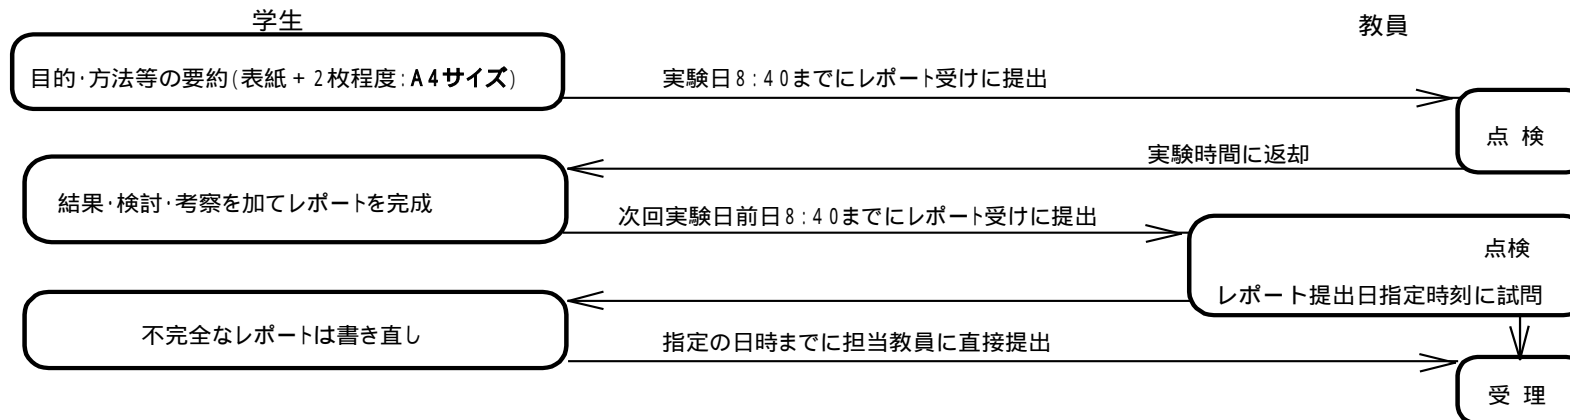 学生
教員
目的・方法等の要約(表紙+2枚程度:A4サイズ)
実験日8:40までにレポート受けに提出
点 検
実験時間に返却
結果・検討・考察を加てレポートを完成
次回実験日前日8:40までにレポート受けに提出
点検
レポート提出日指定時刻に試問
不完全なレポートは書き直し
指定の日時までに担当教員に直接提出
受 理